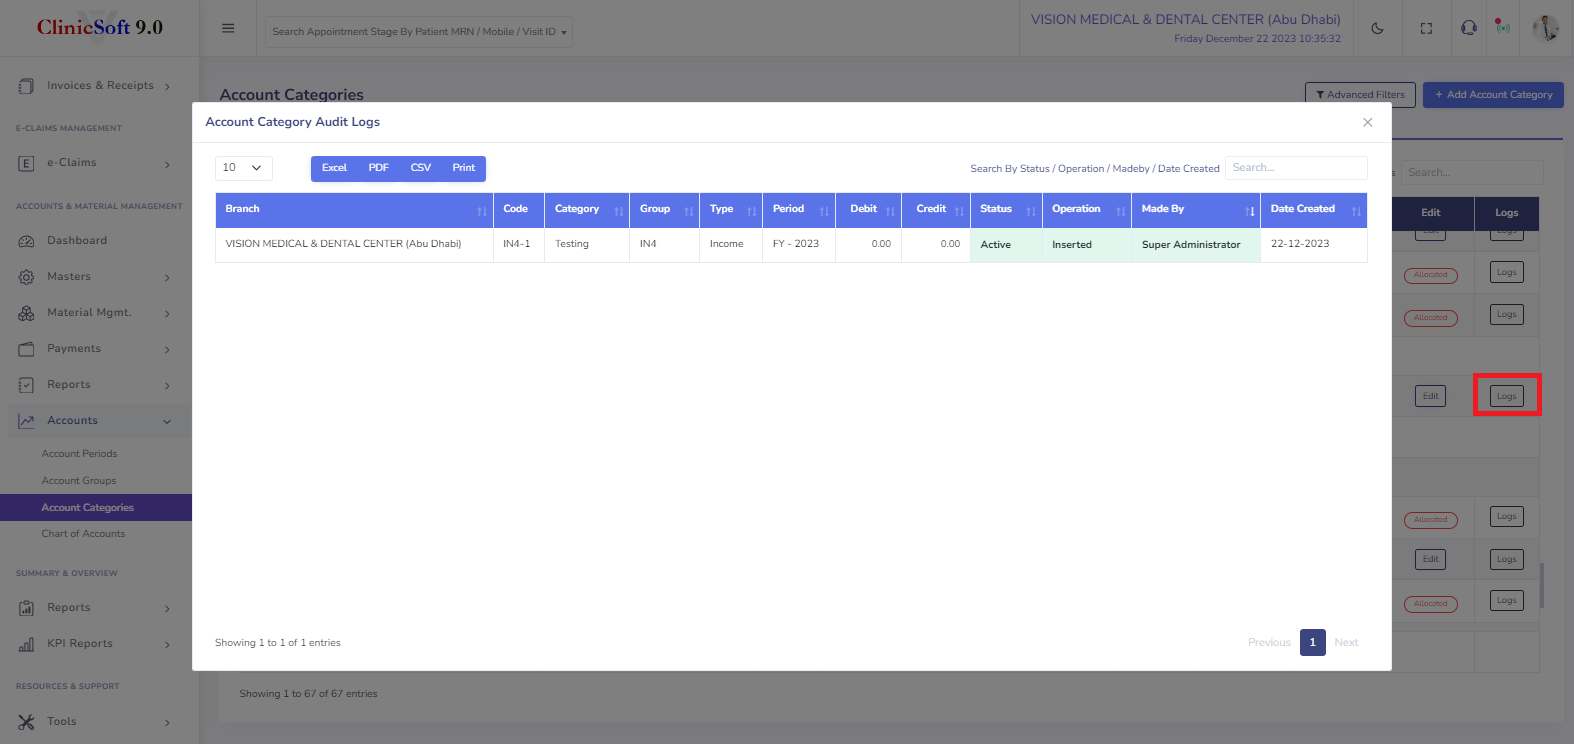 ClinicSoft 9.0
Search Appointment Stage By Patient MRN / Mobile / Visit ID
VISION MEDICAL & DENTAL CENTER (Abu Dhabi)
Friday December 22 2023 10:35:32
Invoices & Receipts
E-CLAIMS MANAGEMENT
E
e-Claims
ACCOUNTS & MATERIAL MANAGEMENT
Dashboard
Masters
Material Mgmt.
Payments
Reports
Accounts
Account Periods
Account Groups
Account Categories
Chart of Accounts
SUMMARY & OVERVIEW
Reports
KPI Reports
RESOURCES & SUPPORT
Tools
Account Categories
Advanced Filters
+ Add Account Category
Account Category Audit Logs
10
Excel PDF CSV Print
Search By Status / Operation / Madeby / Date Created Search...
Branch Code Category Group Type Period Debit Credit Status Operation Made By Date Created
VISION MEDICAL & DENTAL CENTER (Abu Dhabi) IN4-1 Testing IN4 Income FY - 2023 0.00 0.00 Active Inserted Super Administrator 22-12-2023
Showing 1 to 1 of 1 entries
Previous 1 Next
s Search...
Edit Logs
Edit Logs
Allocated Logs
Allocated Logs
Edit Logs
Allocated Logs
Edit Logs
Allocated Logs
Showing 1 to 67 of 67 entries